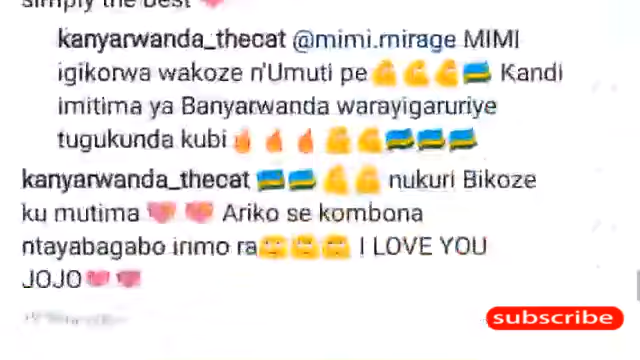 simply the best
kanyarwanda_thecat @mimi.mirage MIMI
igikorwa wakoze n'Umuti pe💪💪💪🇷🇼 Kandi
imitima ya Banyarwanda warayigaruriye
tugukunda kubi🔥🔥🔥💪💪🇷🇼🇷🇼🇷🇼
kanyarwanda_thecat 🇷🇼🇷🇼💪💪 nukuri Bikoze
ku mutima 💖💖 Ariko se kombona
ntayabagabo irimo ra I LOVE YOU
JOJO💖💖
subscribe